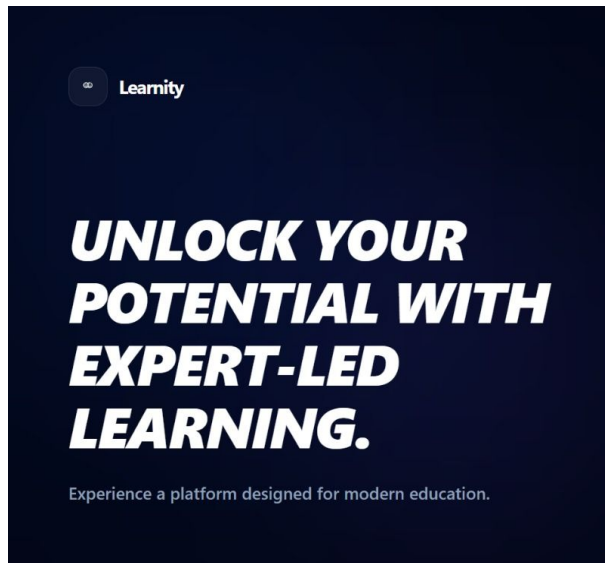 Learnity
UNLOCK YOUR
POTENTIAL WITH
EXPERT-LED
LEARNING.
Experience a platform designed for modern education.